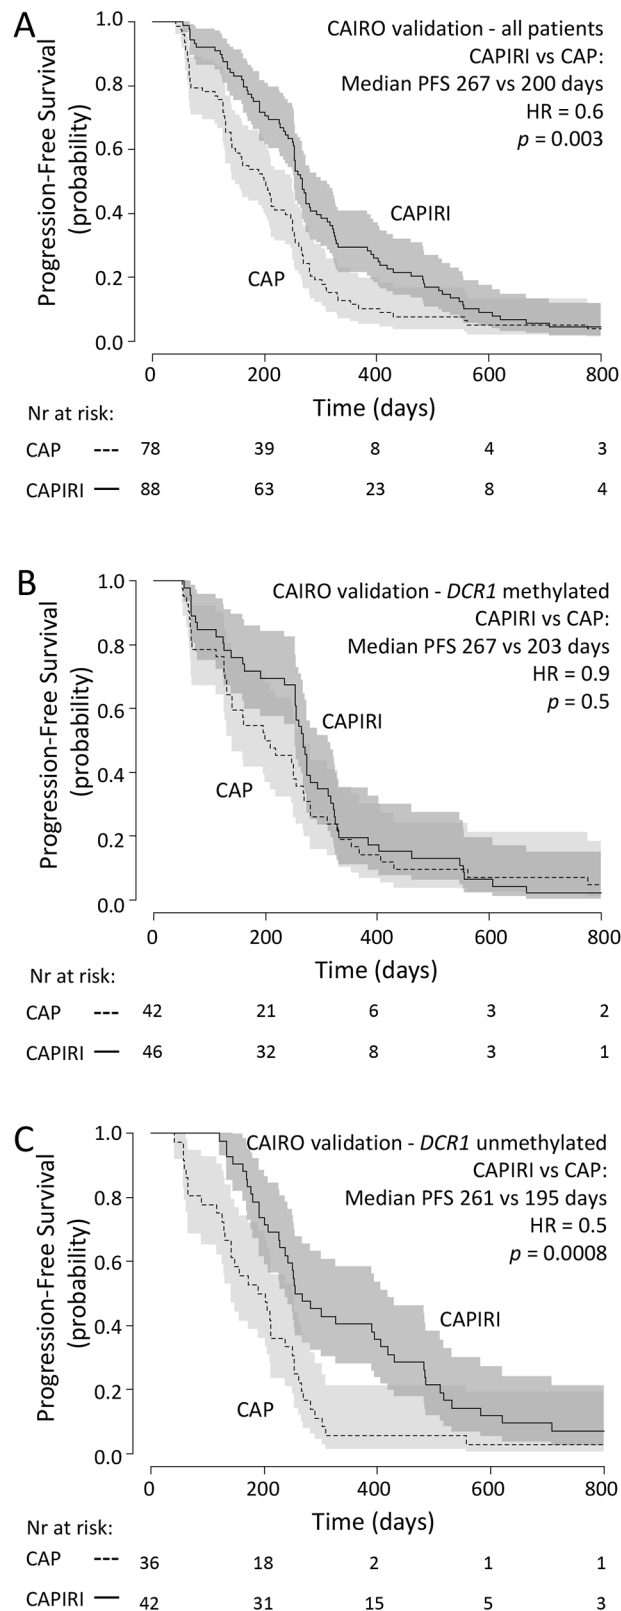 A
CAIRO validation - all patients
CAPIRI vs CAP:
Median PFS 267 vs 200 days
HR = 0.6
p = 0.003
Progression-Free Survival
(probability)
1.0
0.8
0.6
0.4
0.2
0.0
CAPIRI
CAP
0 200 400 600 800
Time (days)
Nr at risk:
CAP 78 39 8 4 3
CAPIRI 88 63 23 8 4
B
CAIRO validation - DCR1 methylated
CAPIRI vs CAP:
Median PFS 267 vs 203 days
HR = 0.9
p = 0.5
Progression-Free Survival
(probability)
1.0
0.8
0.6
0.4
0.2
0.0
CAPIRI
CAP
0 200 400 600 800
Time (days)
Nr at risk:
CAP 42 21 6 3 2
CAPIRI 46 32 8 3 1
C
CAIRO validation - DCR1 unmethylated
CAPIRI vs CAP:
Median PFS 261 vs 195 days
HR = 0.5
p = 0.0008
Progression-Free Survival
(probability)
1.0
0.8
0.6
0.4
0.2
0.0
CAPIRI
CAP
0 200 400 600 800
Time (days)
Nr at risk:
CAP 36 18 2 1 1
CAPIRI 42 31 15 5 3